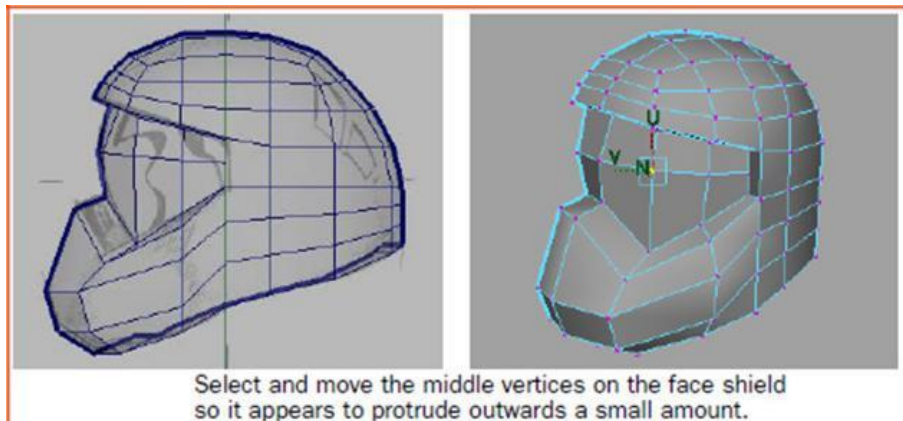 U
V
N
Select and move the middle vertices on the face shield
so it appears to protrude outwards a small amount.